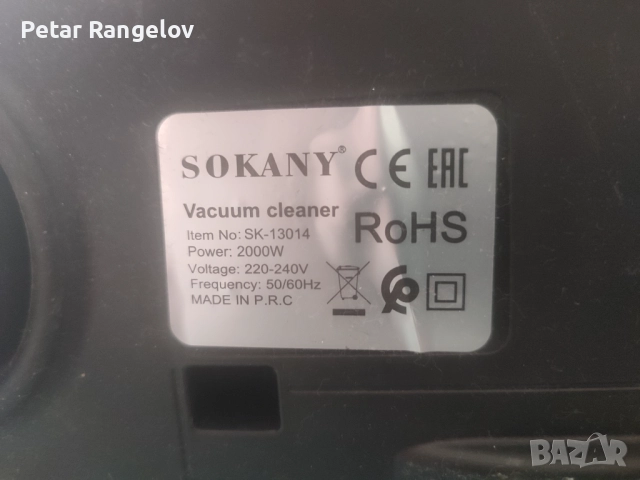 Petar Rangelov
SOKANY®
CE EAC
Vacuum cleaner
Item No: SK-13014
RoHS
Power: 2000W
Voltage: 220-240V
Frequency: 50/60Hz
MADE IN P.R.C
BAZAR